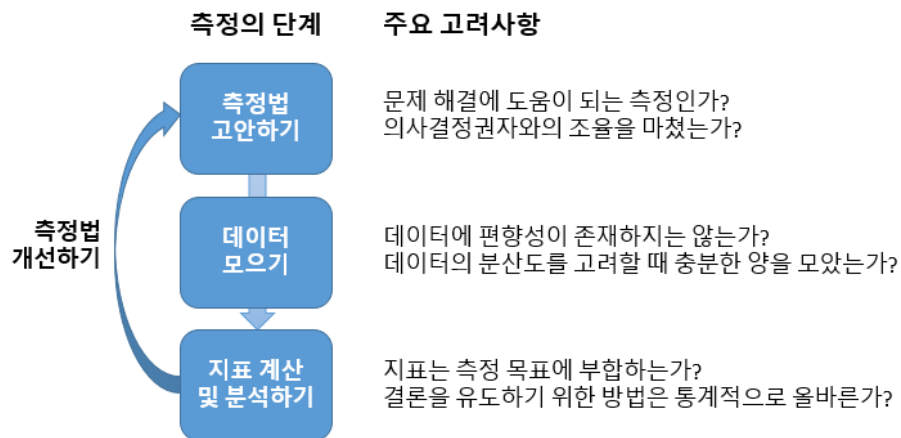 측정의 단계
주요 고려사항
측정법
고안하기
문제 해결에 도움이 되는 측정인가?
의사결정권자와의 조율을 마쳤는가?
측정법
개선하기
데이터
모으기
데이터에 편향성이 존재하지는 않는가?
데이터의 분산도를 고려할 때 충분한 양을 모았는가?
지표 계산
및 분석하기
지표는 측정 목표에 부합하는가?
결론을 유도하기 위한 방법은 통계적으로 올바른가?